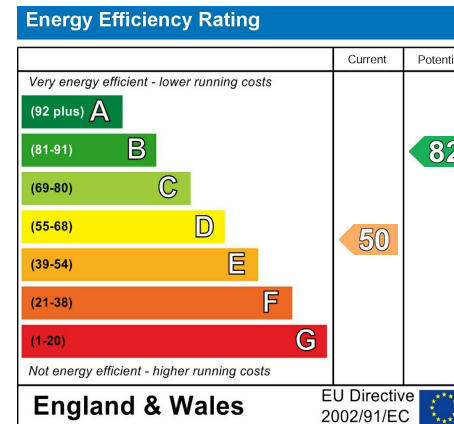 Energy Efficiency Rating
Current Potenti
Very energy efficient - lower running costs
(92 plus) A
(81-91) B
82
(69-80) C
(55-68) D
50
(39-54) E
(21-38) F
(1-20) G
Not energy efficient - higher running costs
England & Wales
EU Directive
2002/91/EC